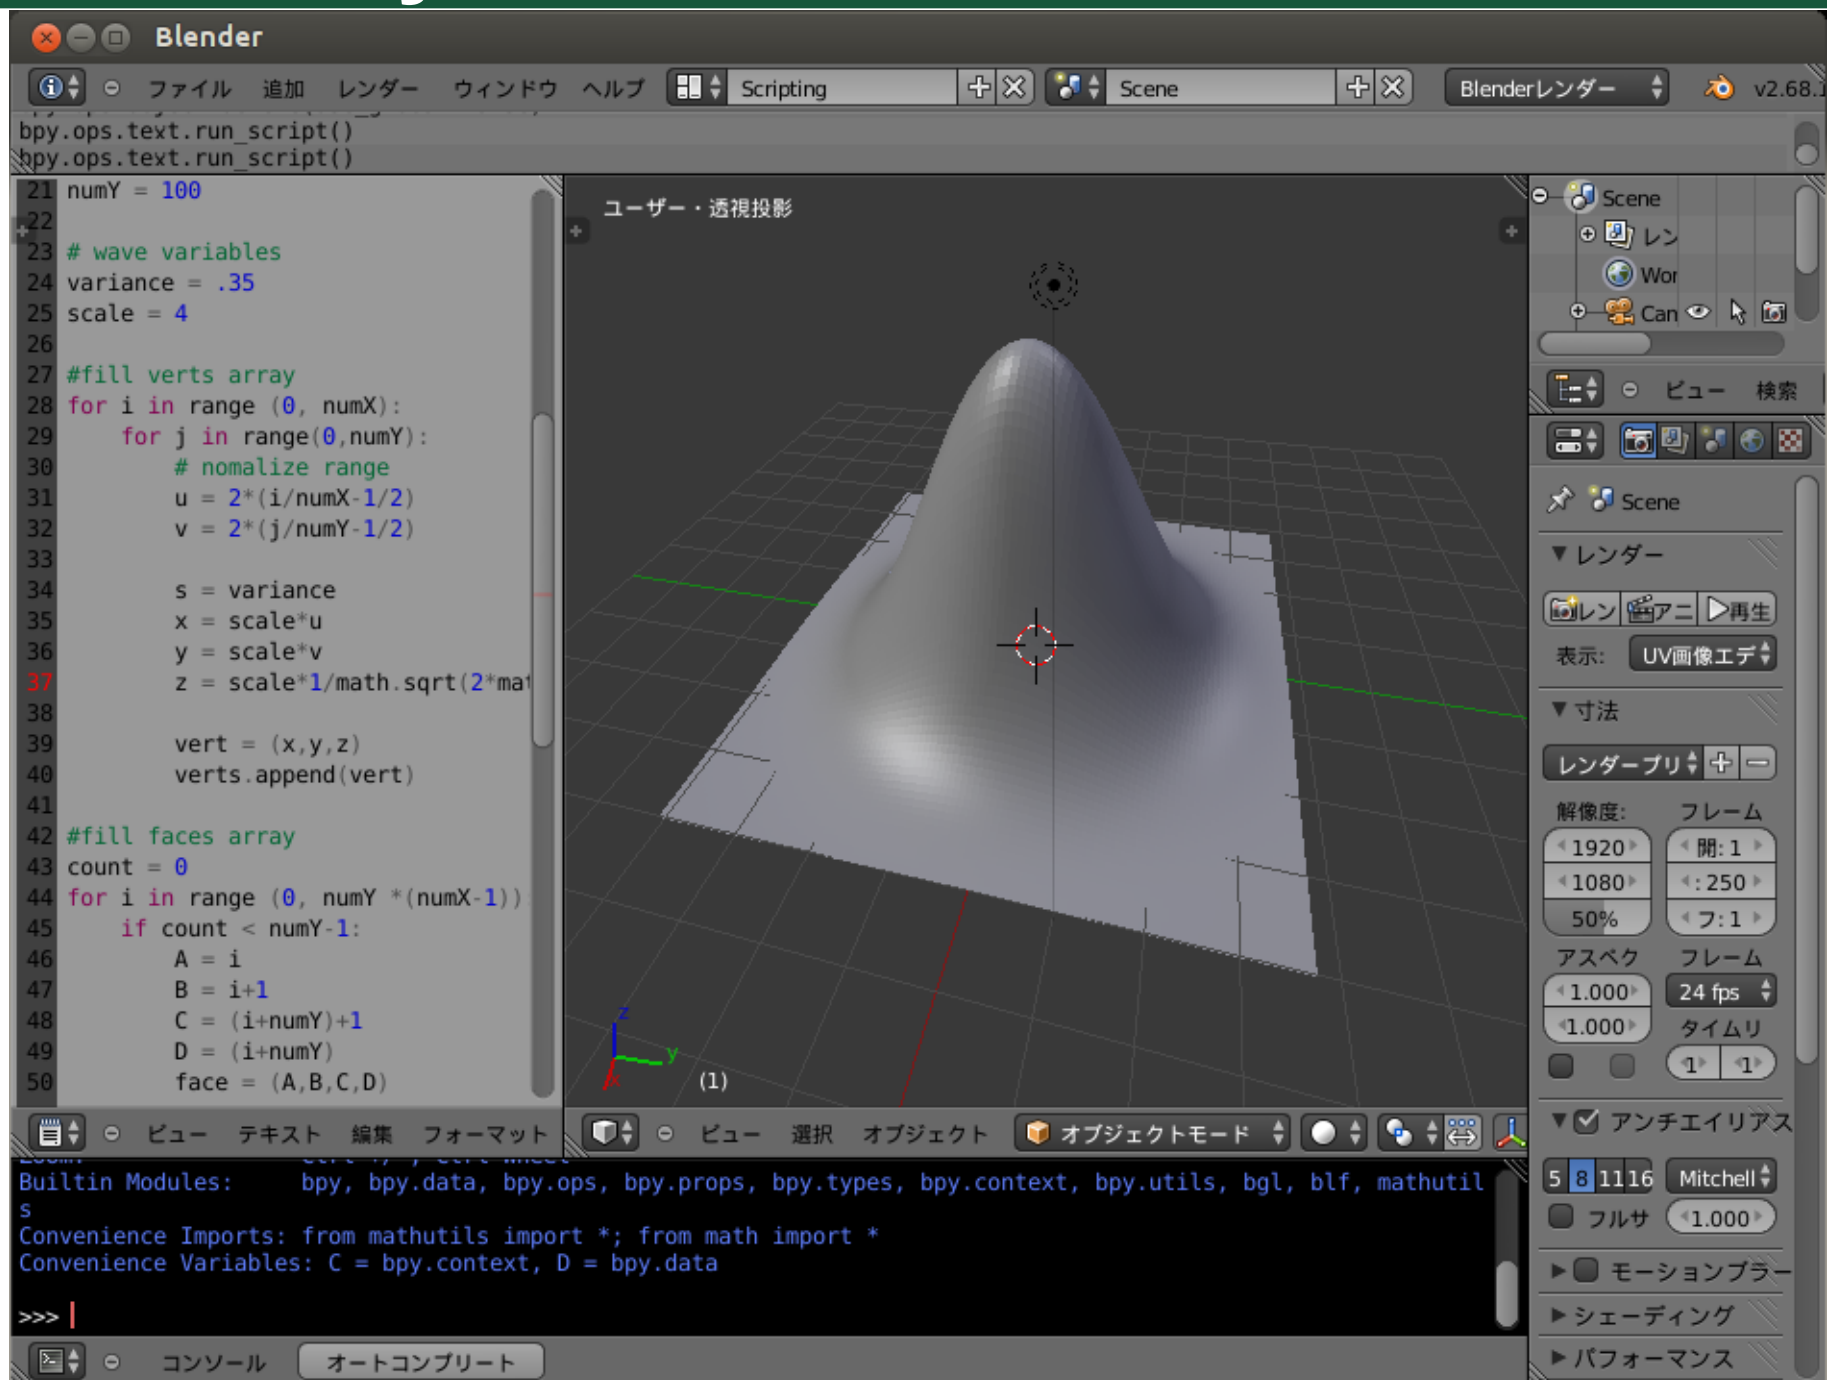 Blender
ファイル 追加 レンダー ウィンドウ ヘルプ Scripting Scene Blenderレンダー v2.68.
bpy.ops.text.run_script()
bpy.ops.text.run_script()
21 numY = 100
22
23 # wave variables
24 variance = .35
25 scale = 4
26
27 #fill verts array
28 for i in range (0, numX):
29 for j in range(0,numY):
30 # nomalize range
31 u = 2*(i/numX-1/2)
32 v = 2*(j/numY-1/2)
33
34 s = variance
35 x = scale*u
36 y = scale*v
37 z = scale*1/math.sqrt(2*mat
38
39 vert = (x,y,z)
40 verts.append(vert)
41
42 #fill faces array
43 count = 0
44 for i in range (0, numY *(numX-1))
45 if count < numY-1:
46 A = i
47 B = i+1
48 C = (i+numY)+1
49 D = (i+numY)
50 face = (A,B,C,D)
ビュー テキスト 編集 フォーマット
ユーザー・透視投影
z
y
x
(1)
ビュー 選択 オブジェクト オブジェクトモード
Scene
レン
Wor
Can
ビュー 検索
Scene
▼レンダー
レン アニ 再生
表示: UV画像エデ
▼寸法
レンダープリ
解像度: フレーム
1920 開: 1
1080 : 250
50% フ: 1
アスペク フレーム
1.000 24 fps
1.000 タイムリ
1 1
▼アンチエイリアス
5 8 11 16 Mitchell
フルサ 1.000
モーションブラー
シェーディング
パフォーマンス
Builtin Modules: bpy, bpy.data, bpy.ops, bpy.props, bpy.types, bpy.context, bpy.utils, bgl, blf, mathutil
s
Convenience Imports: from mathutils import *; from math import *
Convenience Variables: C = bpy.context, D = bpy.data
>>>
コンソール オートコンプリート